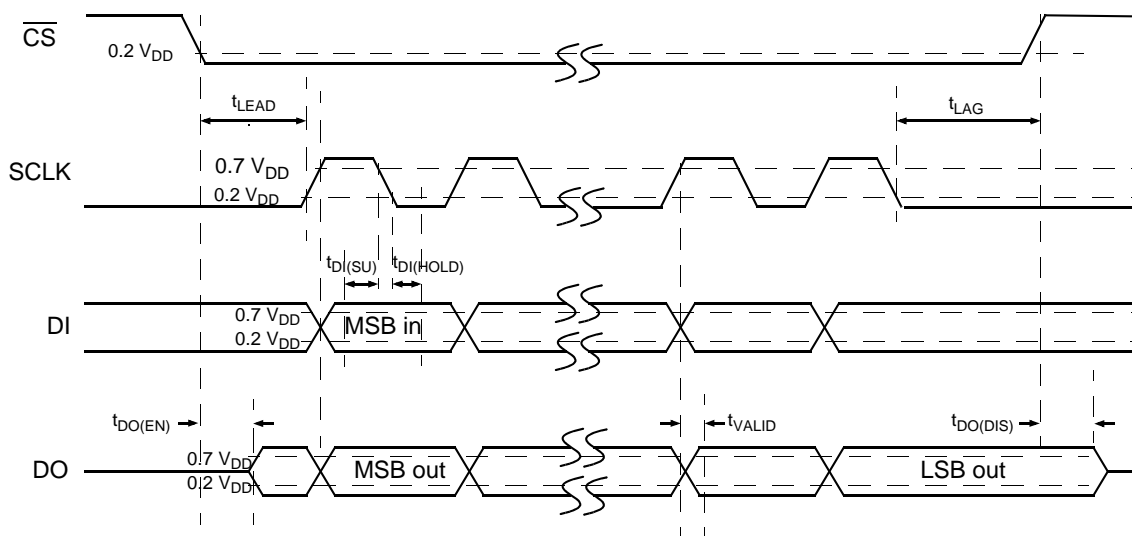 CS
0.2 VDD
tLEAD
tLAG
SCLK
0.7 VDD
0.2 VDD
tDI(SU) tDI(HOLD)
DI
0.7 VDD
MSB in
0.2 VDD
tDO(EN)
tVALID
tDO(DIS)
DO
0.7 VDD
MSB out
LSB out
0.2 VDD